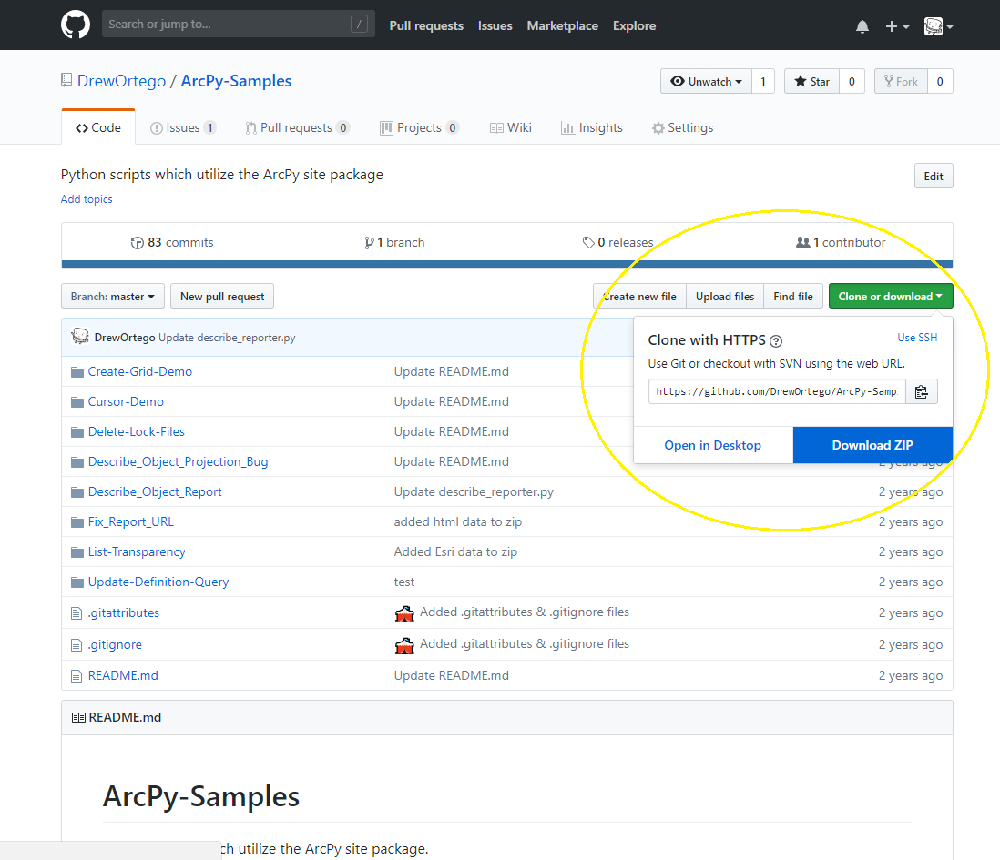 Search or jump to... / Pull requests Issues Marketplace Explore
DrewOrtego / ArcPy-Samples Unwatch 1 Star 0 Fork 0
Code Issues 1 Pull requests 0 Projects 0 Wiki Insights Settings
Python scripts which utilize the ArcPy site package Edit
Add topics
83 commits 1 branch 0 releases 1 contributor
Branch: master New pull request Create new file Upload files Find file Clone or download
DrewOrtego Update describe_reporter.py
Clone with HTTPS ? Use SSH
Use Git or checkout with SVN using the web URL.
https://github.com/DrewOrtego/ArcPy-Samp
Open in Desktop Download ZIP
Create-Grid-Demo Update README.md
Cursor-Demo Update README.md
Delete-Lock-Files Update README.md
Describe_Object_Projection_Bug Update README.md 2 years ago
Describe_Object_Report Update describe_reporter.py 2 years ago
Fix_Report_URL added html data to zip 2 years ago
List-Transparency Added Esri data to zip 2 years ago
Update-Definition-Query test 2 years ago
.gitattributes Added .gitattributes & .gitignore files 2 years ago
.gitignore Added .gitattributes & .gitignore files 2 years ago
README.md Update README.md 2 years ago
README.md
ArcPy-Samples
utilize the ArcPy site package.